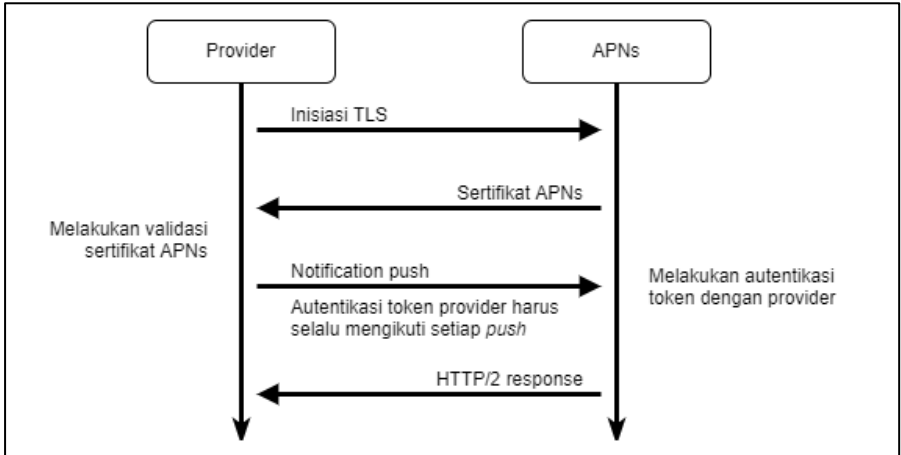 Provider
APNs
Inisiasi TLS
Sertifikat APNs
Melakukan validasi
sertifikat APNs
Notification push
Melakukan autentikasi
token dengan provider
Autentikasi token provider harus
selalu mengikuti setiap push
HTTP/2 response